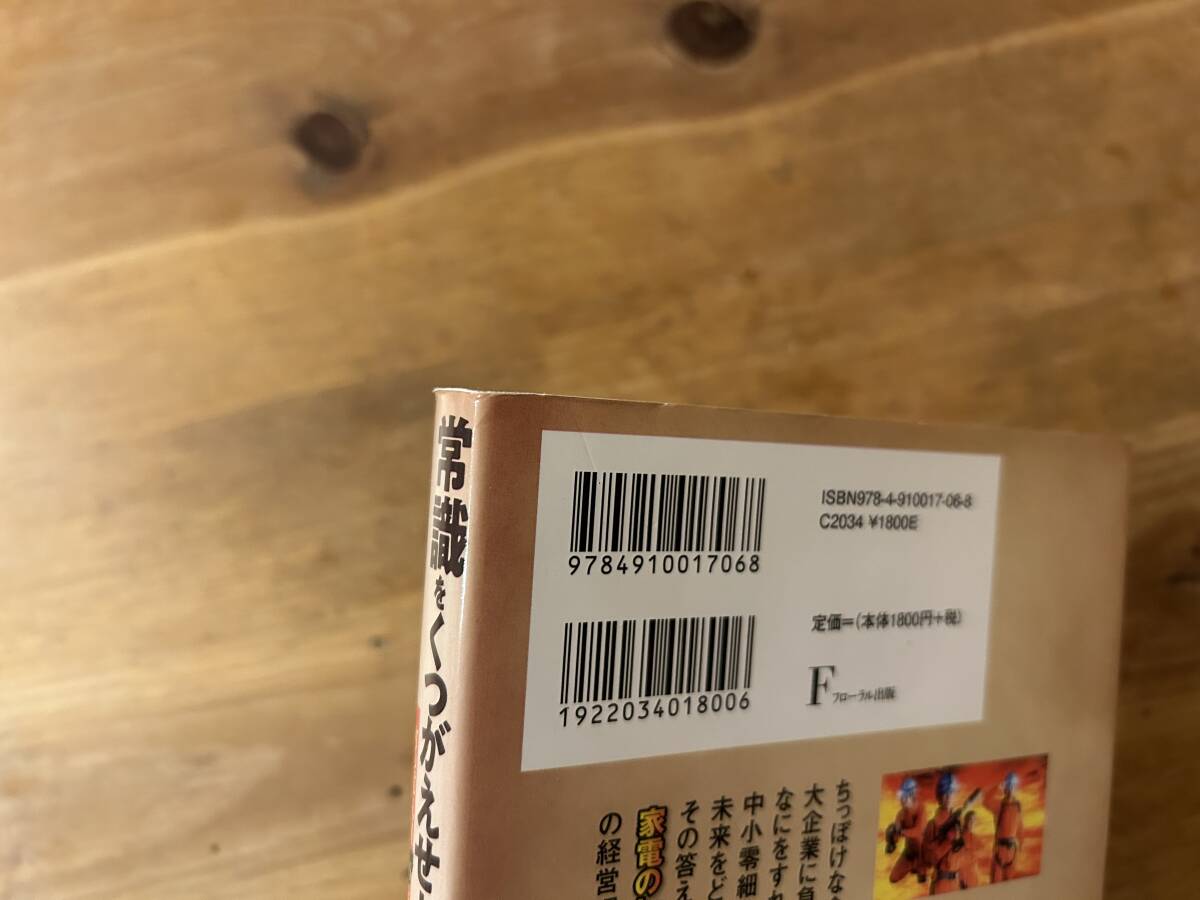 常識をくつがえせ
9784910017068
ISBN978-4-910017-06-8
C2034 ¥1800E
1922034018006
定価=(本体1800円+税)
F フローラル出版
ちっぽけな
大企業に
なにをすれ
中小零細
未来をど
その答え
家電の
の経営